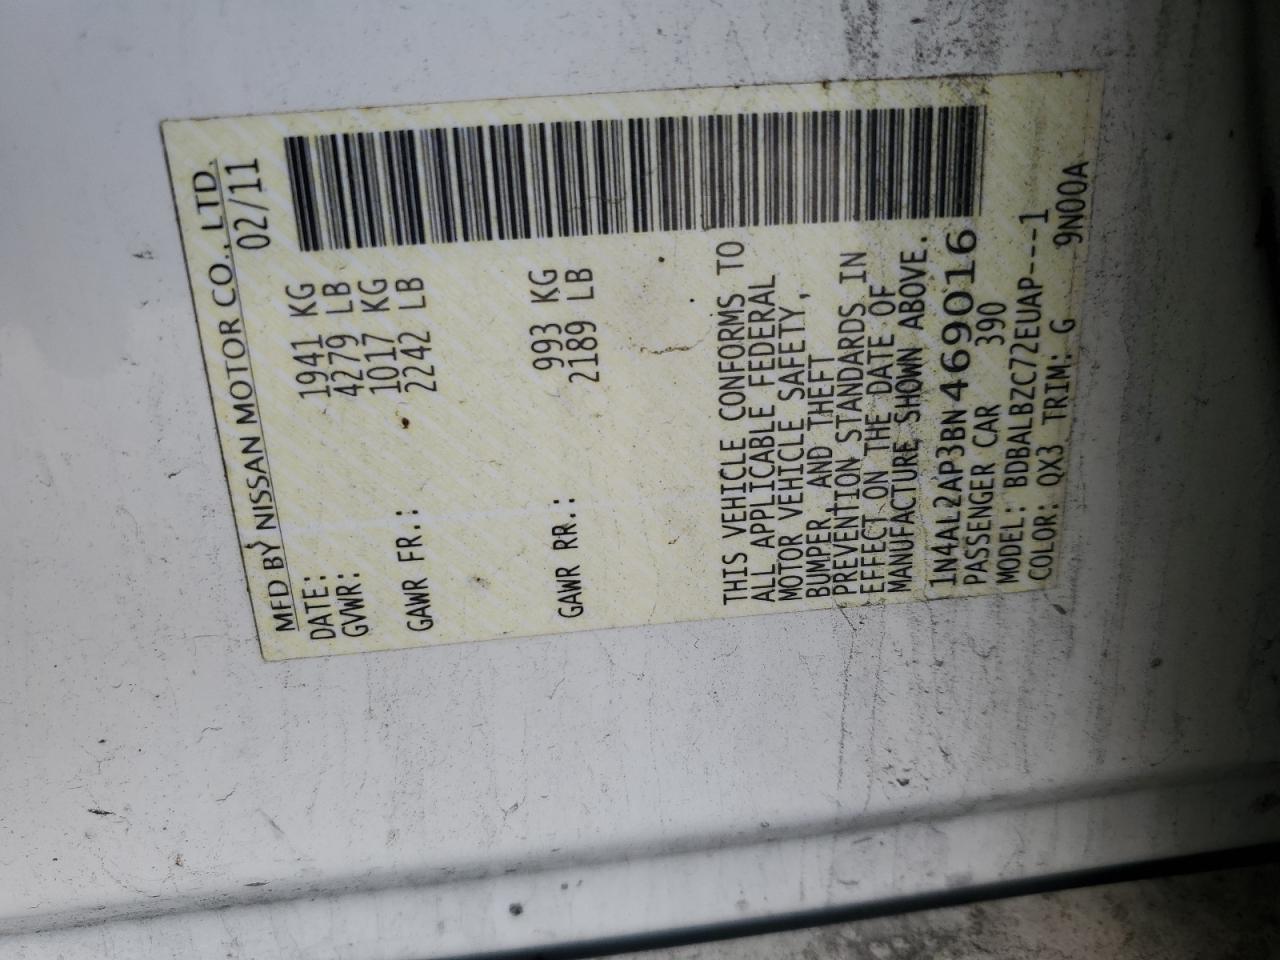 MFD BY NISSAN MOTOR CO., LTD.
DATE: 02/11
GVWR: 1941 KG
4279 LB
GAWR FR.: 1017 KG
2242 LB
GAWR RR.: 993 KG
2189 LB
THIS VEHICLE CONFORMS TO
ALL APPLICABLE FEDERAL
MOTOR VEHICLE SAFETY,
BUMPER AND THEFT
PREVENTION STANDARDS IN
EFFECT ON THE DATE OF
MANUFACTURE SHOWN ABOVE.
1N4AL2AP3BN469016
PASSENGER CAR 390
MODEL: BDBALBZC72EUAP----1
COLOR: QX3 TRIM: G 9N00A